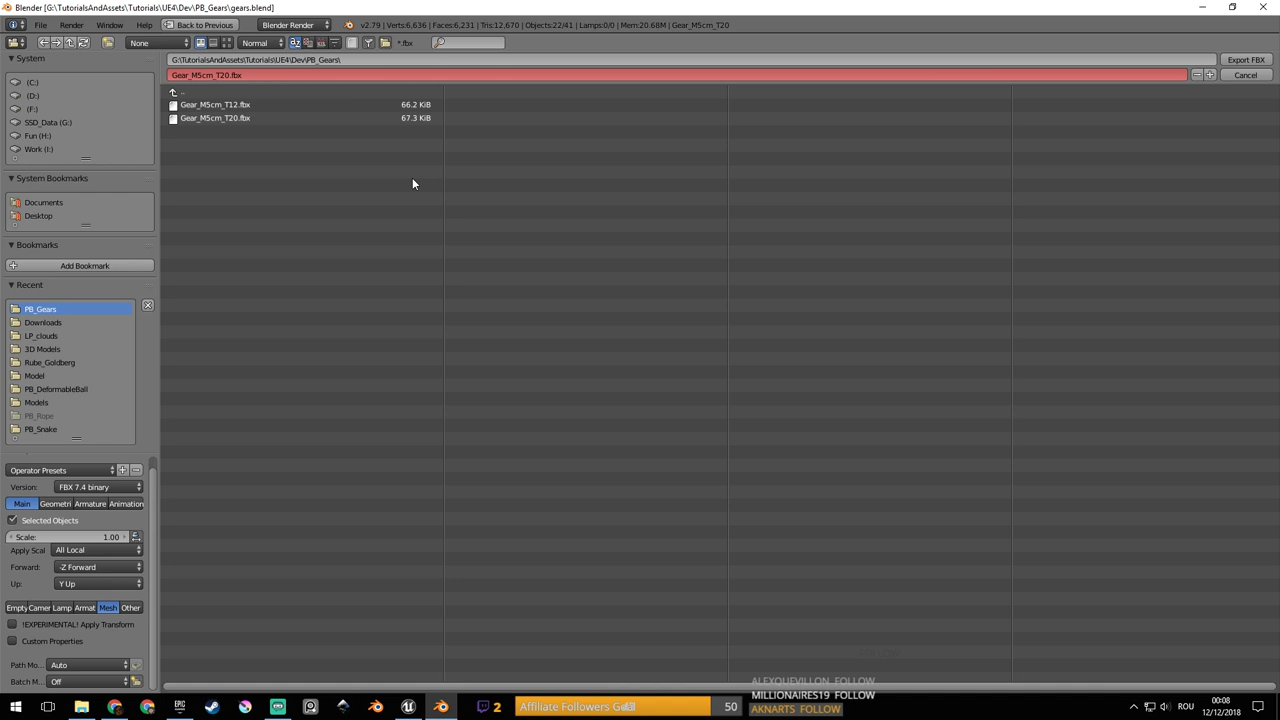 Blender [G:\TutorialsAndAssets\Tutorials\UE4\Dev\PB_Gears\gears.blend]
File Render Window Help Back to Previous Blender Render v2.79 | Verts:6,636 | Faces:6,231 | Tris:12,670 | Objects:22/41 | Lamps:0/0 | Mem:20.68M | Gear_M5cm_T20
None Normal *.fbx
System
(C:)
(D:)
(F:)
SSD_Data (G:)
Fun (H:)
Work (I:)
System Bookmarks
Documents
Desktop
Bookmarks
Add Bookmark
Recent
PB_Gears
Downloads
LP_clouds
3D Models
Rube_Goldberg
Model
PB_DeformableBall
Models
PB_Rope
PB_Snake
Operator Presets
Version: FBX 7.4 binary
Main Geometri Armature Animation
Selected Objects
Scale: 1.00
Apply Scal All Local
Forward: -Z Forward
Up: Y Up
Empty Camer Lamp Armat Mesh Other
!EXPERIMENTAL! Apply Transform
Custom Properties
Path Mo... Auto
Batch M... Off
G:\TutorialsAndAssets\Tutorials\UE4\Dev\PB_Gears\ Export FBX
Gear_M5cm_T20.fbx Cancel
..
Gear_M5cm_T12.fbx 66.2 KiB
Gear_M5cm_T20.fbx 67.3 KiB
FOLLOW
ALEXQUEVILLON FOLLOW
MILLIONAIRES19 FOLLOW
AKNARTS FOLLOW
2
Affiliate Followers Goal
50
ROU
00:08
12/12/2018